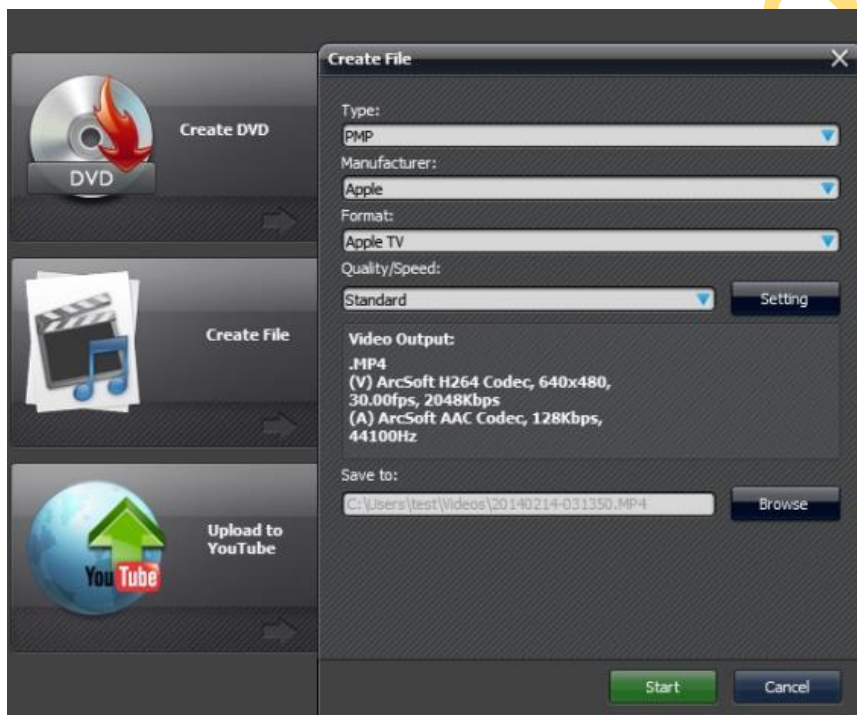 Create DVD
DVD
Create File
Upload to
YouTube
You Tube
Create File
Type:
PMP
Manufacturer:
Apple
Format:
Apple TV
Quality/Speed:
Standard
Setting
Video Output:
.MP4
(V) ArcSoft H264 Codec, 640x480,
30.00fps, 2048Kbps
(A) ArcSoft AAC Codec, 128Kbps,
44100Hz
Save to:
C:\Users\test\Videos\20140214-031350.MP4
Browse
Start
Cancel